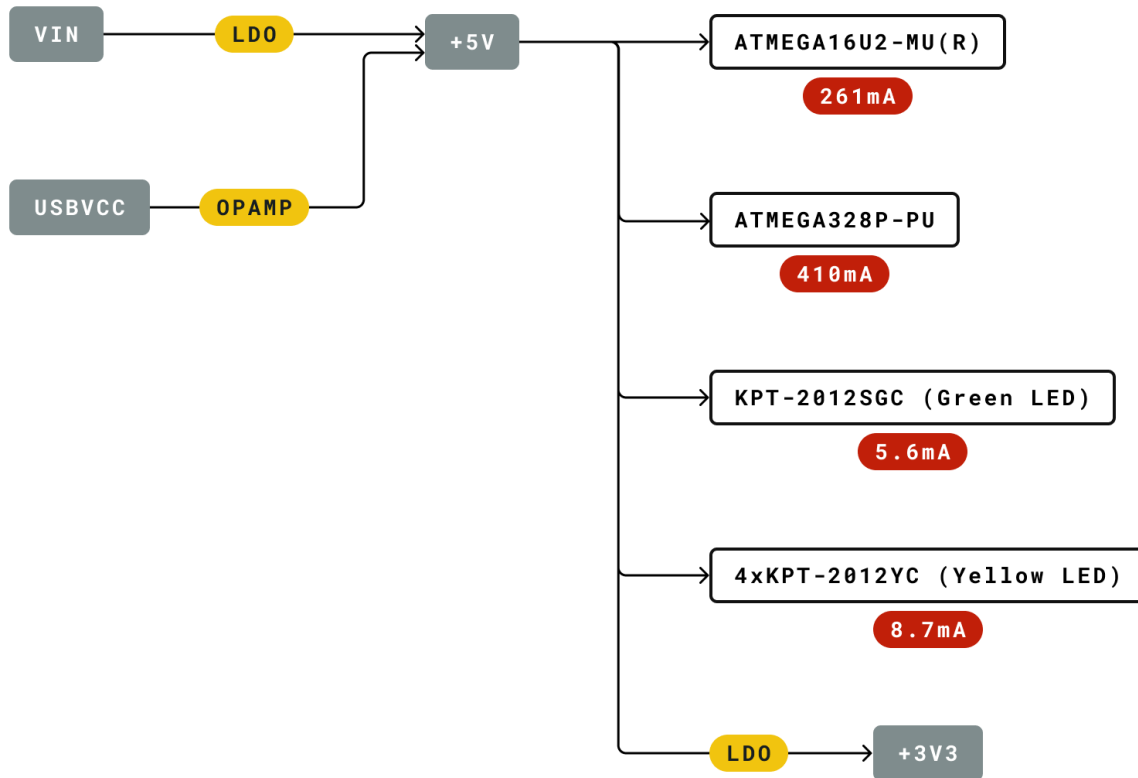 VIN
LDO
+5V
ATMEGA16U2-MU(R)
261mA
USBVCC
OPAMP
ATMEGA328P-PU
410mA
KPT-2012SGC (Green LED)
5.6mA
4xKPT-2012YC (Yellow LED)
8.7mA
LDO
+3V3